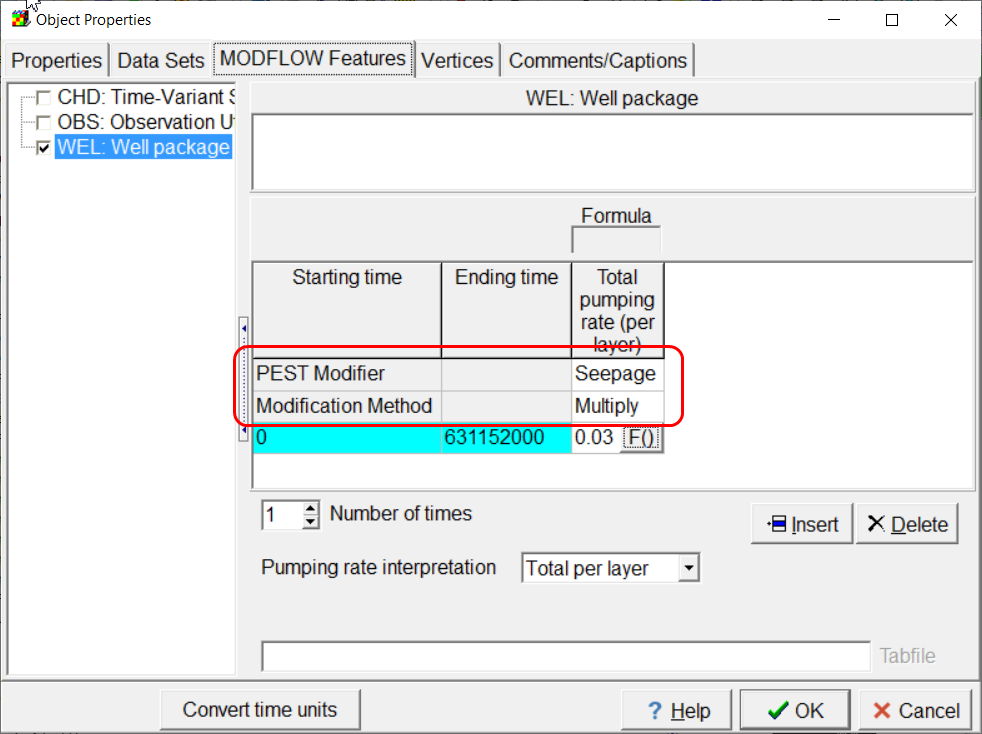 Object Properties
Properties Data Sets MODFLOW Features Vertices Comments/Captions
CHD: Time-Variant S
OBS: Observation Ut
WEL: Well package
WEL: Well package
Formula
Starting time Ending time Total
pumping
rate (per
layer)
PEST Modifier Seepage
Modification Method Multiply
0 631152000 0.03 F()
1 Number of times
Insert Delete
Pumping rate interpretation Total per layer
Tabfile
Convert time units ? Help OK Cancel